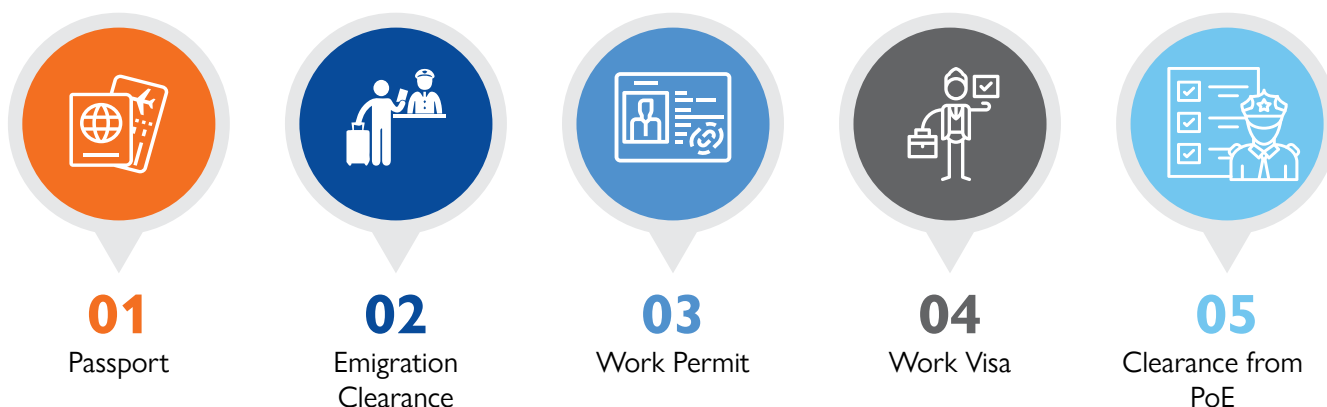 01
Passport
02
Emigration
Clearance
03
Work Permit
04
Work Visa
05
Clearance from
PoE